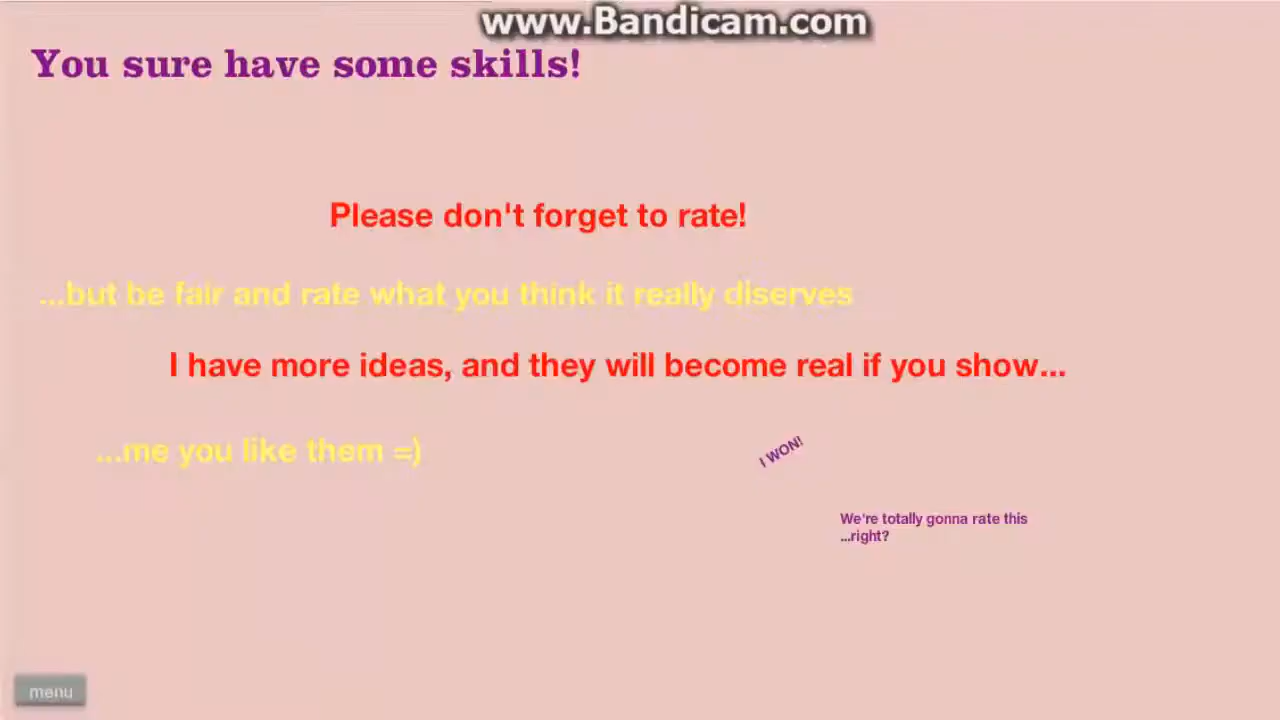 www.Bandicam.com
You sure have some skills!
Please don't forget to rate!
...but be fair and rate what you think it really diserves
I have more ideas, and they will become real if you show...
...me you like them =)
I WON!
We're totally gonna rate this
...right?
menu